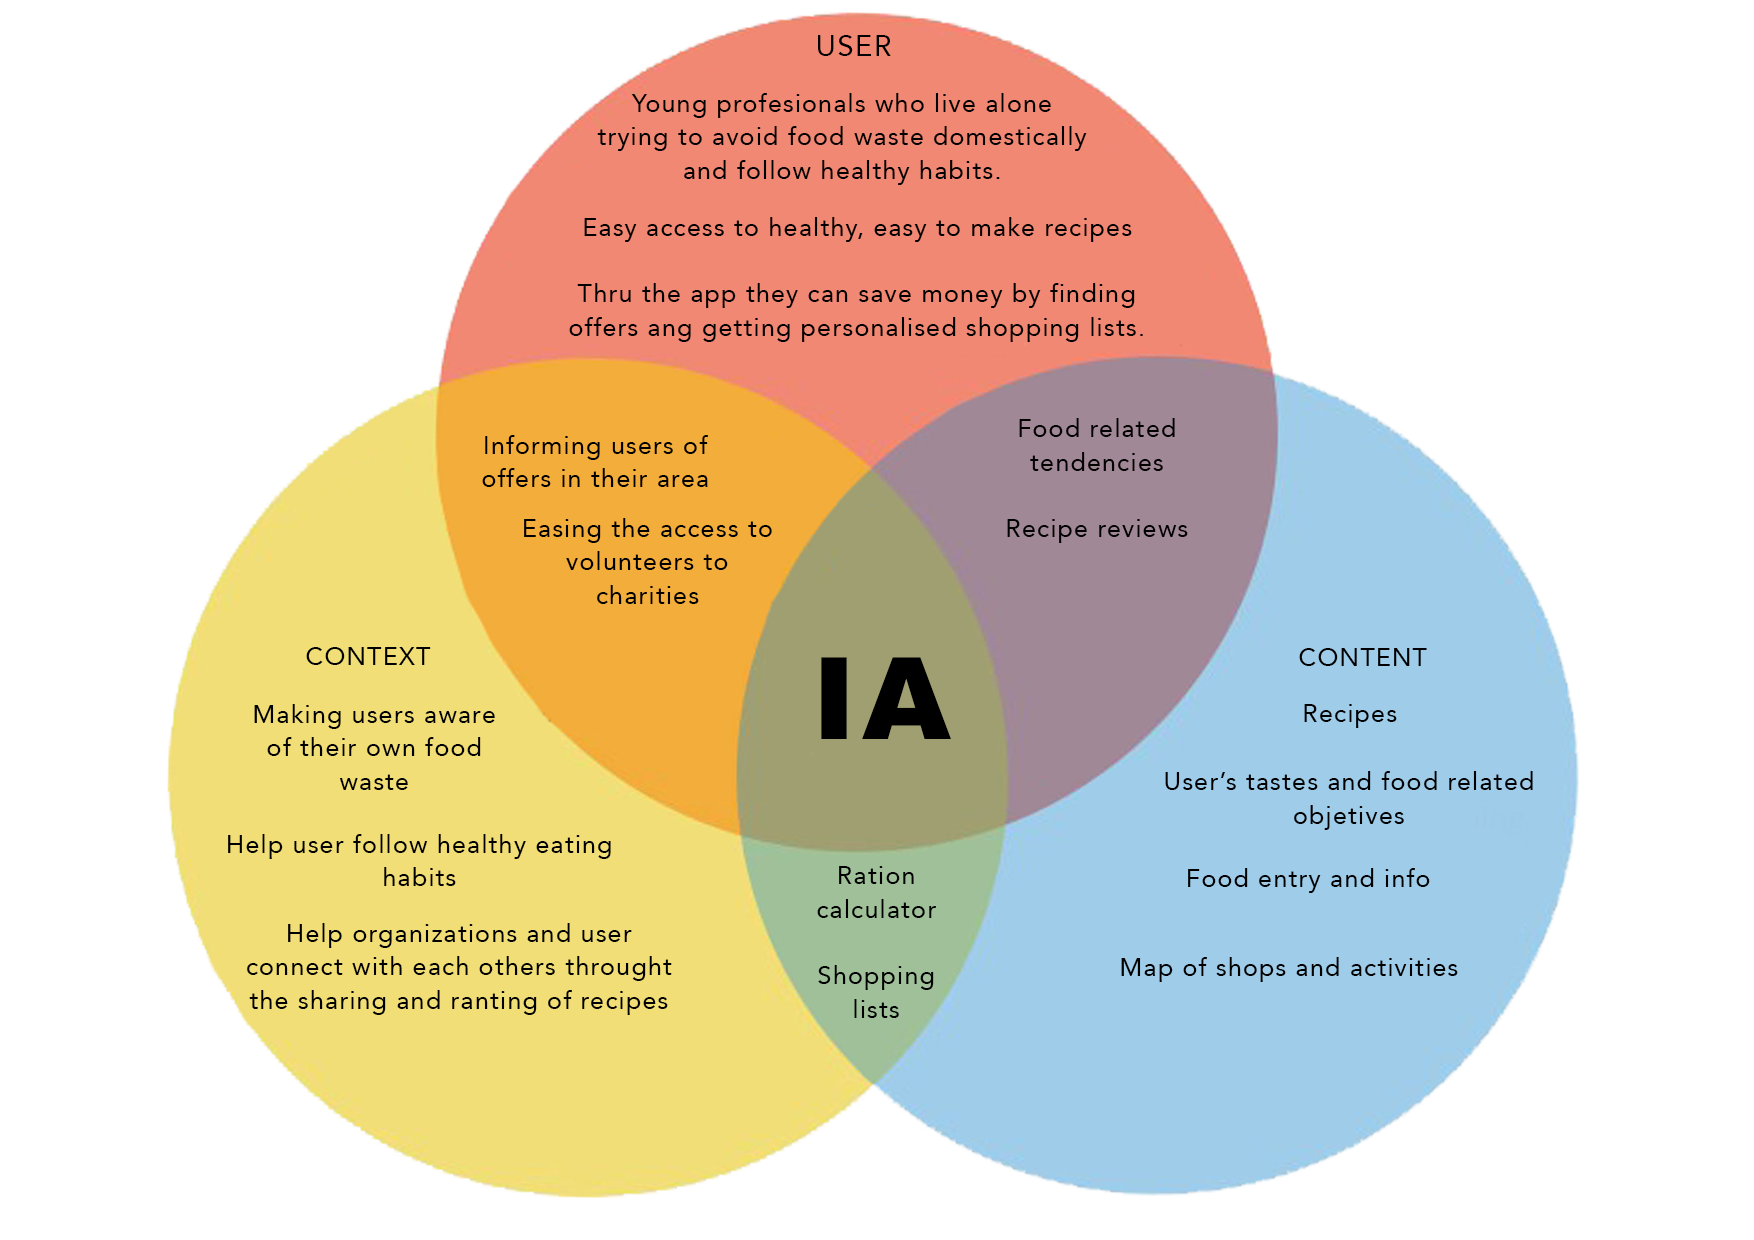 USER
Young profesionals who live alone
trying to avoid food waste domestically
and follow healthy habits.
Easy access to healthy, easy to make recipes
Thru the app they can save money by finding
offers ang getting personalised shopping lists.
Informing users of
offers in their area
Easing the access to
volunteers to
charities
Food related
tendencies
Recipe reviews
IA
CONTEXT
Making users aware
of their own food
waste
Help user follow healthy eating
habits
Help organizations and user
connect with each others throught
the sharing and ranting of recipes
Ration
calculator
Shopping
lists
CONTENT
Recipes
User’s tastes and food related
objetives
Food entry and info
Map of shops and activities